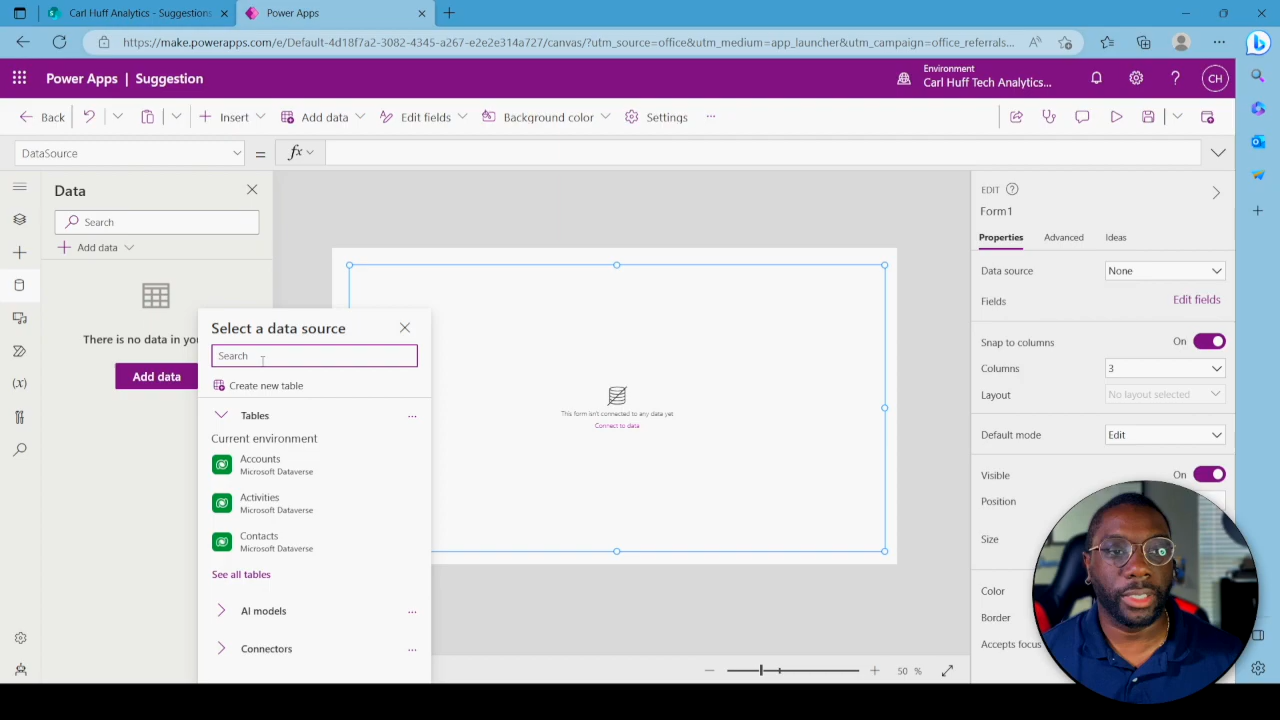 Carl Huff Analytics - Suggestions
Power Apps
https://make.powerapps.com/e/Default-4d18f7a2-3082-4345-a267-e2e2e314a727/canvas/?utm_source=office&utm_medium=app_launcher&utm_campaign=office_referrals...
Power Apps | Suggestion
Environment
Carl Huff Tech Analytics...
CH
Back
Insert
Add data
Edit fields
Background color
Settings
DataSource
=
fx
Data
Search
Add data
There is no data in yo
Add data
Select a data source
Search
Create new table
Tables
Current environment
Accounts
Microsoft Dataverse
Activities
Microsoft Dataverse
Contacts
Microsoft Dataverse
See all tables
AI models
Connectors
This form isn't connected to any data yet
Connect to data
50 %
EDIT
Form1
Properties Advanced Ideas
Data source None
Fields Edit fields
Snap to columns On
Columns 3
Layout No layout selected
Default mode Edit
Visible On
Position
Size
Color
Border
Accepts focus